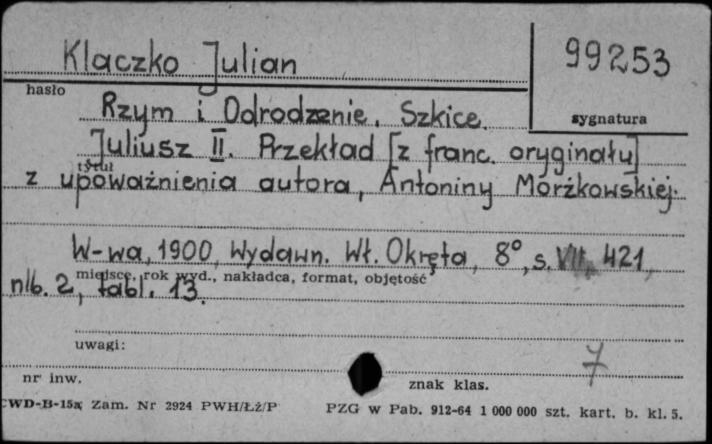 Klaczko Julian
99253
hasło
sygnatura
Rzym i Odrodzenie. Szkice.
Juliusz II. Przekład [z franc. oryginału]
tytuł
z upoważnienia autora, Antoniny Morżkowskiej.
W-wa, 1900, Wydawn. Wł. Okręta, 8°, s. VII, 421,
miejsce, rok wyd., nakładca, format, objętość
nlb. 2, tabl. 13.
uwagi:
7
nr inw.
znak klas.
CWD-B-15a, Zam. Nr 2924 PWH/Łż/P PZG w Pab. 912-64 1 000 000 szt. kart. b. kl. 5.